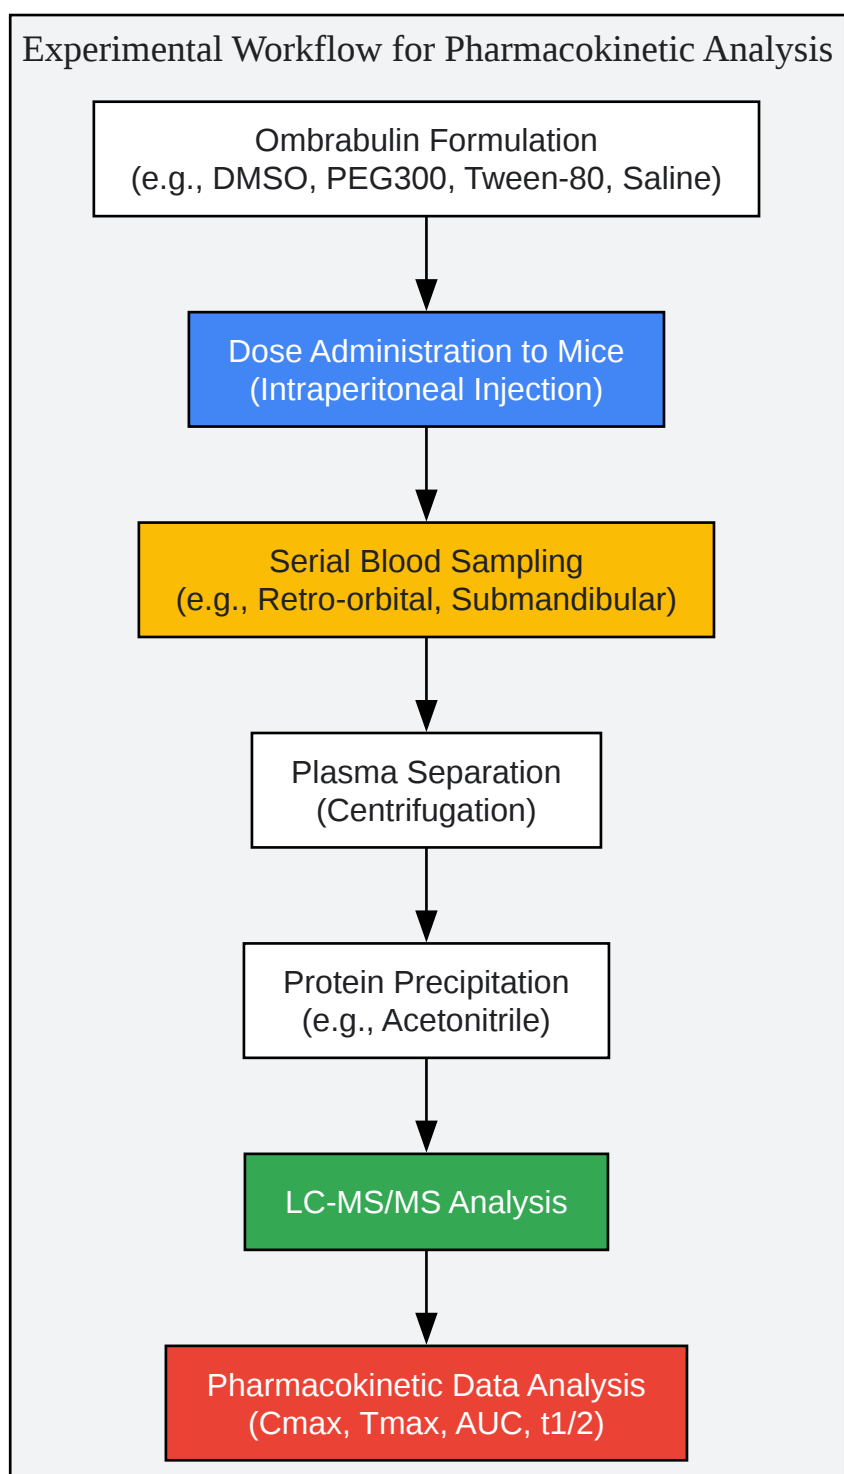 Experimental Workflow for Pharmacokinetic Analysis
Ombrabulin Formulation
(e.g., DMSO, PEG300, Tween-80, Saline)
Dose Administration to Mice
(Intraperitoneal Injection)
Serial Blood Sampling
(e.g., Retro-orbital, Submandibular)
Plasma Separation
(Centrifugation)
Protein Precipitation
(e.g., Acetonitrile)
LC-MS/MS Analysis
Pharmacokinetic Data Analysis
(Cmax, Tmax, AUC, t1/2)